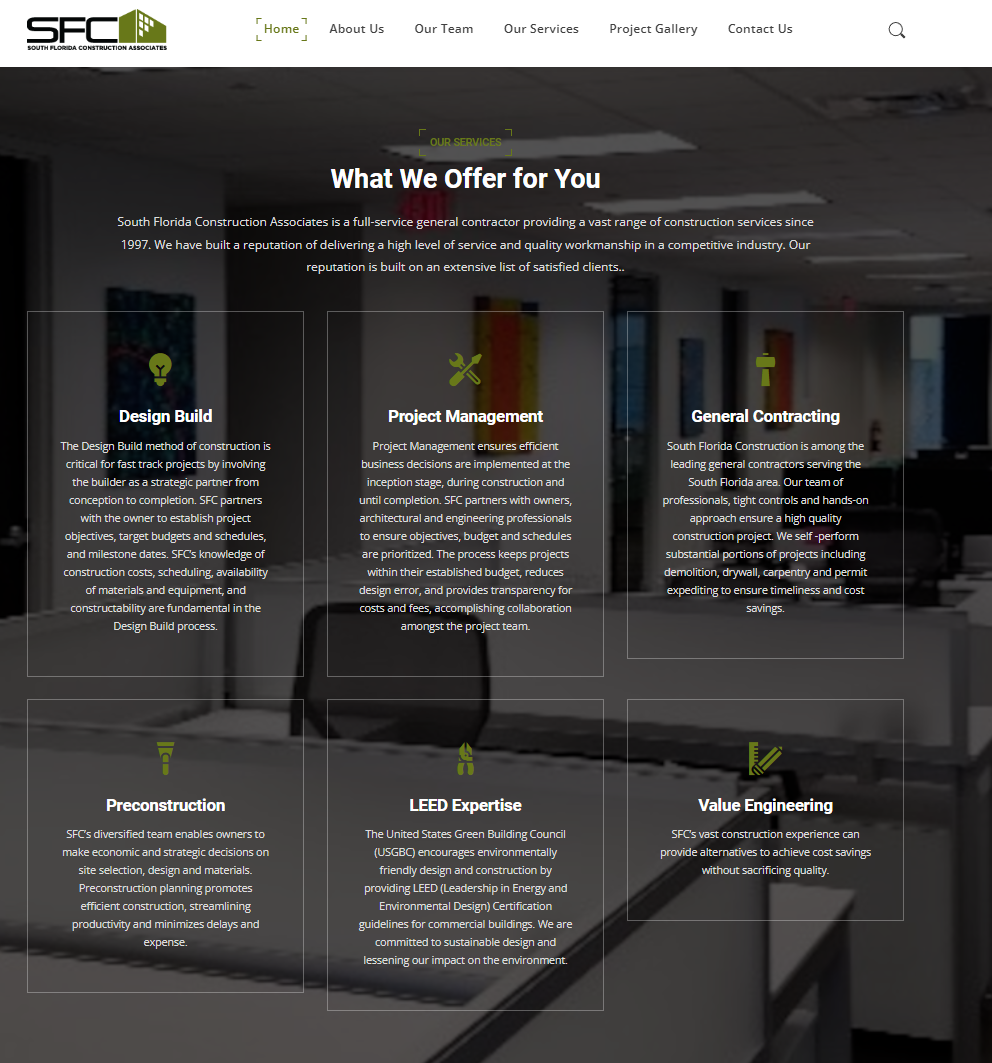 SFC
SOUTH FLORIDA CONSTRUCTION ASSOCIATES
Home
About Us
Our Team
Our Services
Project Gallery
Contact Us
OUR SERVICES
What We Offer for You
South Florida Construction Associates is a full-service general contractor providing a vast range of construction services since
1997. We have built a reputation of delivering a high level of service and quality workmanship in a competitive industry. Our
reputation is built on an extensive list of satisfied clients..
Design Build
The Design Build method of construction is
critical for fast track projects by involving
the builder as a strategic partner from
conception to completion. SFC partners
with the owner to establish project
objectives, target budgets and schedules,
and milestone dates. SFC's knowledge of
construction costs, scheduling, availability
of materials and equipment, and
constructability are fundamental in the
Design Build process.
Project Management
Project Management ensures efficient
business decisions are implemented at the
inception stage, during construction and
until completion. SFC partners with owners,
architectural and engineering professionals
to ensure objectives, budget and schedules
are prioritized. The process keeps projects
within their established budget, reduces
design error, and provides transparency for
costs and fees, accomplishing collaboration
amongst the project team.
General Contracting
South Florida Construction is among the
leading general contractors serving the
South Florida area. Our team of
professionals, tight controls and hands-on
approach ensure a high quality
construction project. We self -perform
substantial portions of projects including
demolition, drywall, carpentry and permit
expediting to ensure timeliness and cost
savings.
Preconstruction
SFC's diversified team enables owners to
make economic and strategic decisions on
site selection, design and materials.
Preconstruction planning promotes
efficient construction, streamlining
productivity and minimizes delays and
expense.
LEED Expertise
The United States Green Building Council
(USGBC) encourages environmentally
friendly design and construction by
providing LEED (Leadership in Energy and
Environmental Design) Certification
guidelines for commercial buildings. We are
committed to sustainable design and
lessening our impact on the environment.
Value Engineering
SFC's vast construction experience can
provide alternatives to achieve cost savings
without sacrificing quality.